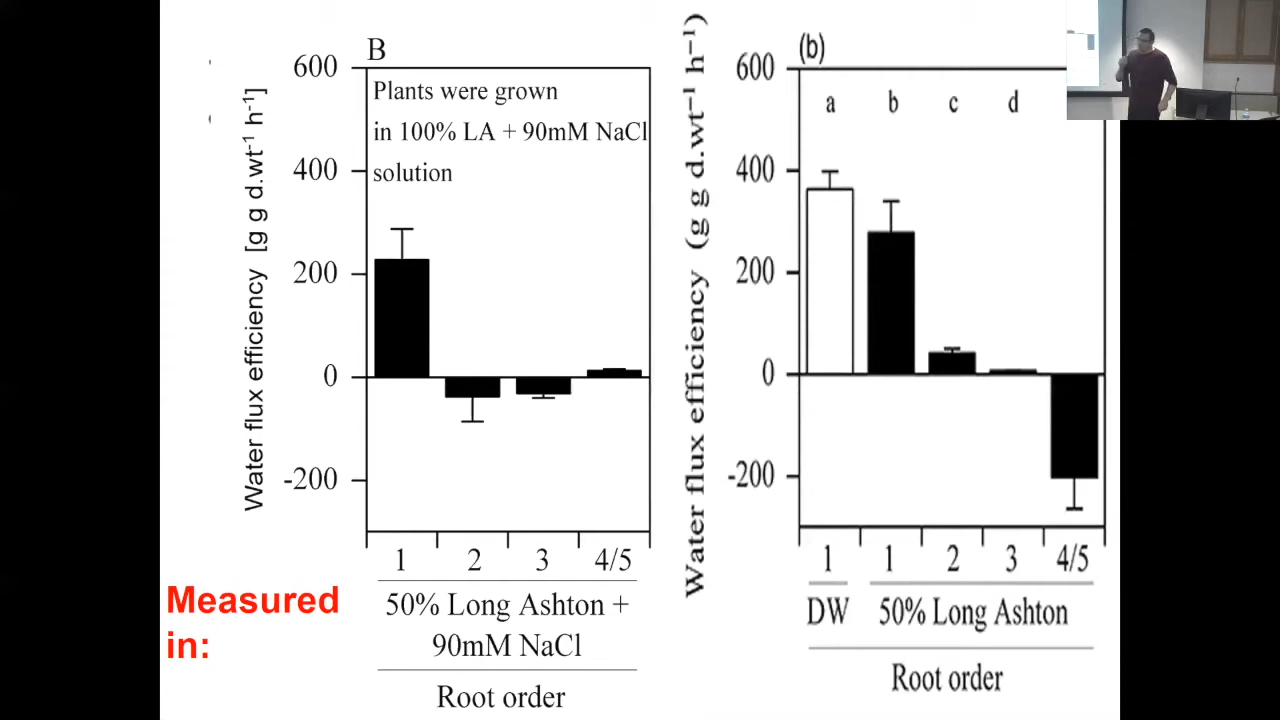 B
600
400
200
0
-200
Water flux efficiency [g g d.wt⁻¹ h⁻¹]
Plants were grown
in 100% LA + 90mM NaCl
solution
1 2 3 4/5
50% Long Ashton +
90mM NaCl
Root order
Measured
in:
(b)
600
400
200
0
-200
Water flux efficiency (g g d.wt⁻¹ h⁻¹)
a b c d
1 1 2 3 4/5
DW 50% Long Ashton
Root order